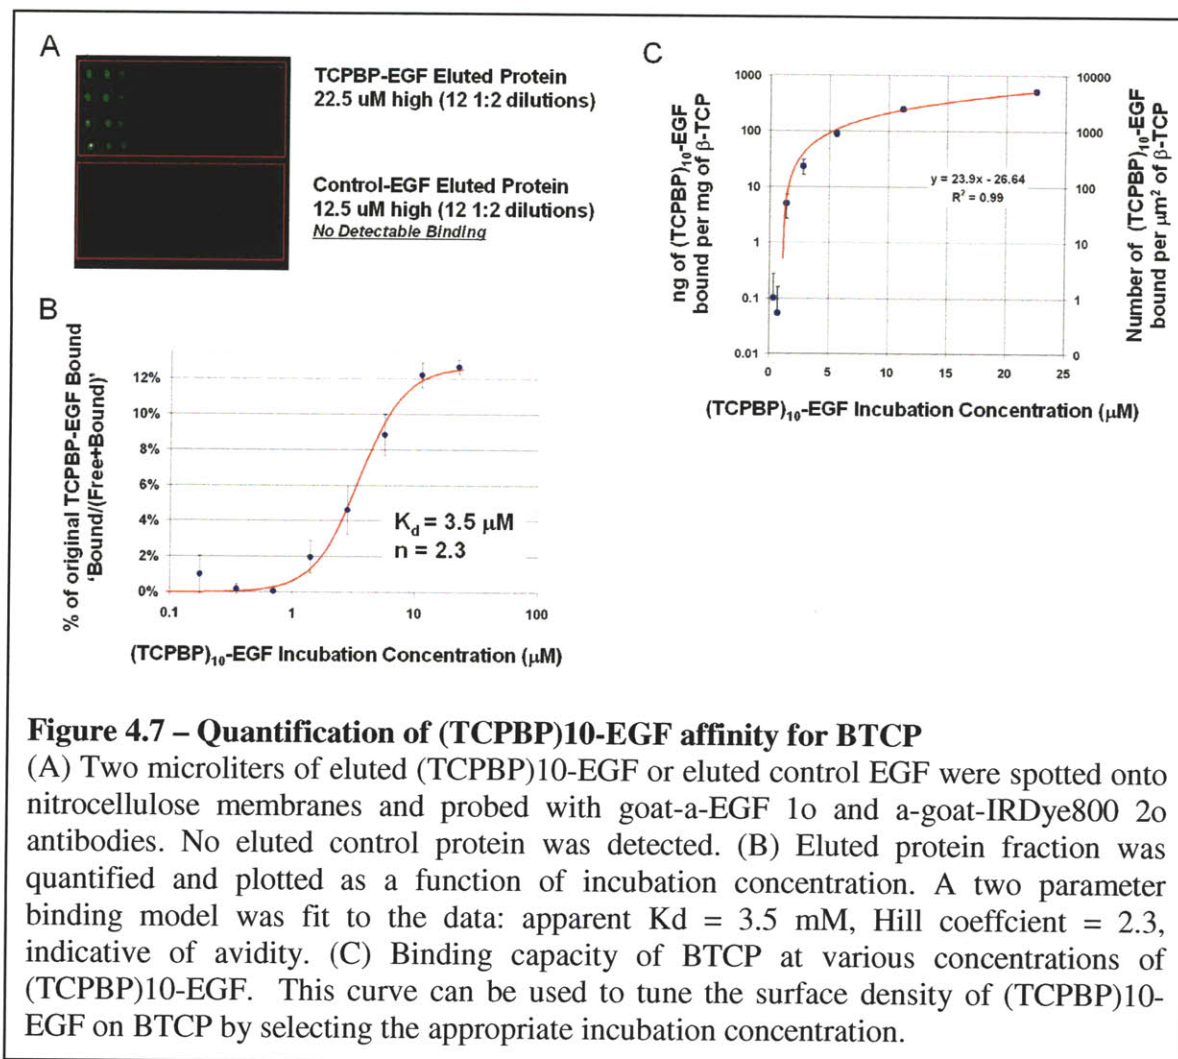 A
TCPBP-EGF Eluted Protein
22.5 uM high (12 1:2 dilutions)
Control-EGF Eluted Protein
12.5 uM high (12 1:2 dilutions)
No Detectable Binding
B
% of original TCPBP-EGF Bound
'Bound/(Free+Bound)'
12%
10%
8%
6%
4%
2%
0%
0.1
1
10
100
K_d = 3.5 μM
n = 2.3
(TCPBP)₁₀-EGF Incubation Concentration (μM)
C
ng of (TCPBP)₁₀-EGF
bound per mg of β-TCP
1000
100
10
1
0.1
0.01
y = 23.9x - 26.64
R² = 0.99
10000
1000
100
10
1
0
Number of (TCPBP)₁₀-EGF
bound per μm² of β-TCP
0
5
10
15
20
25
(TCPBP)₁₀-EGF Incubation Concentration (μM)
Figure 4.7 – Quantification of (TCPBP)10-EGF affinity for BTCP
(A) Two microliters of eluted (TCPBP)10-EGF or eluted control EGF were spotted onto
nitrocellulose membranes and probed with goat-a-EGF 1o and a-goat-IRDye800 2o
antibodies. No eluted control protein was detected. (B) Eluted protein fraction was
quantified and plotted as a function of incubation concentration. A two parameter
binding model was fit to the data: apparent Kd = 3.5 mM, Hill coeffcient = 2.3,
indicative of avidity. (C) Binding capacity of BTCP at various concentrations of
(TCPBP)10-EGF. This curve can be used to tune the surface density of (TCPBP)10-
EGF on BTCP by selecting the appropriate incubation concentration.